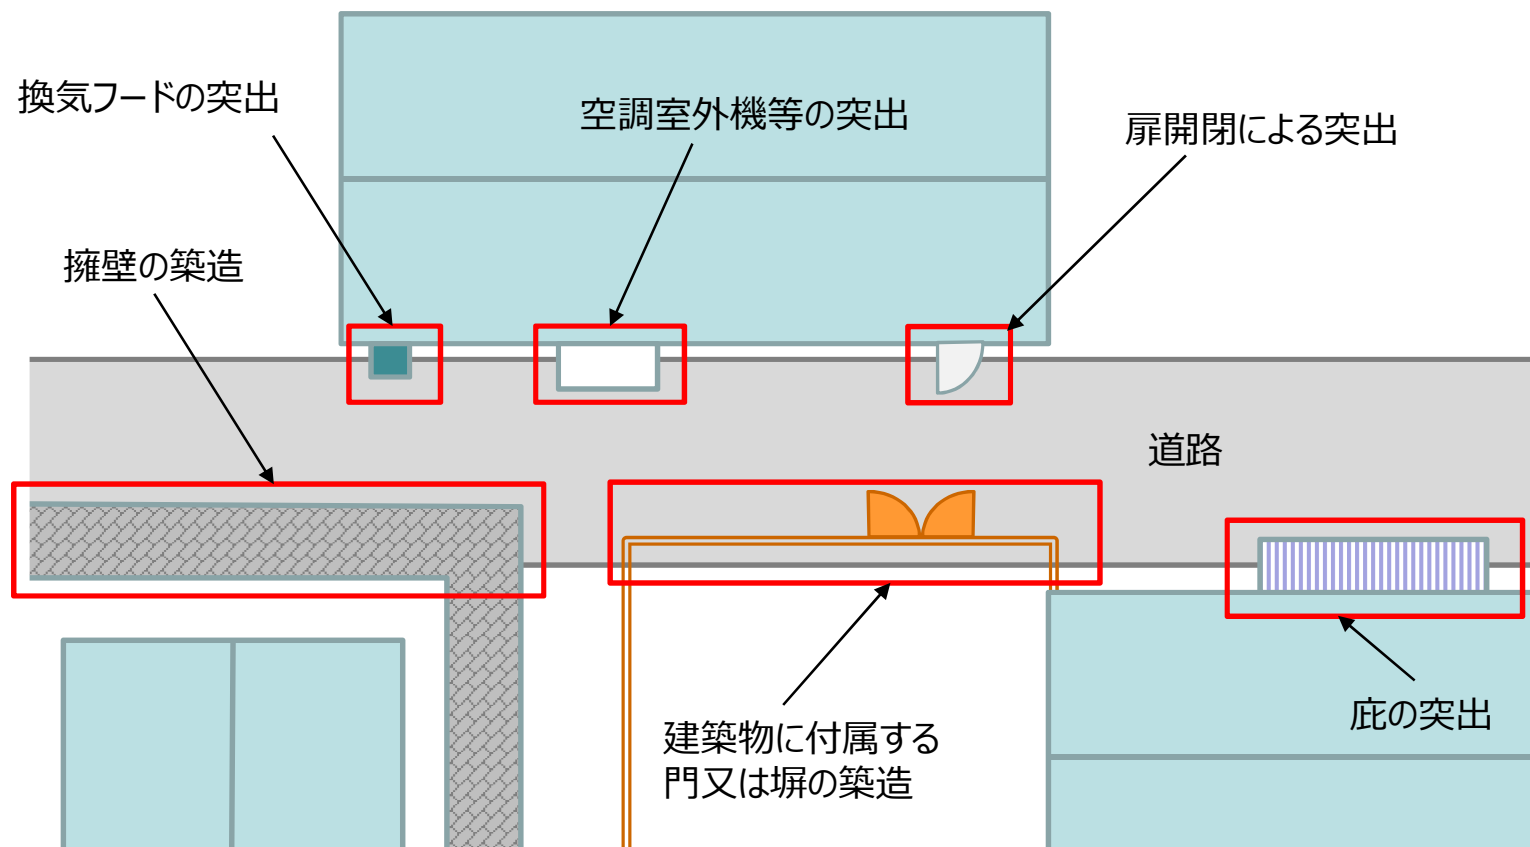 換気フードの突出
空調室外機等の突出
扉開閉による突出
擁壁の築造
道路
建築物に付属する
門又は塀の築造
庇の突出